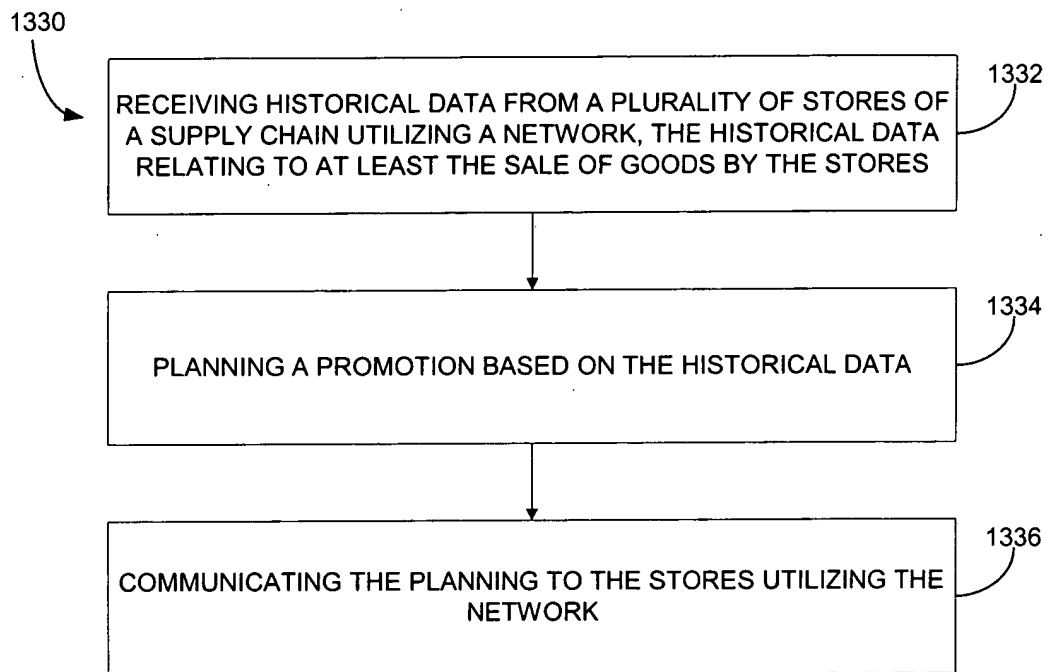 1330
1332
RECEIVING HISTORICAL DATA FROM A PLURALITY OF STORES OF
A SUPPLY CHAIN UTILIZING A NETWORK, THE HISTORICAL DATA
RELATING TO AT LEAST THE SALE OF GOODS BY THE STORES
1334
PLANNING A PROMOTION BASED ON THE HISTORICAL DATA
1336
COMMUNICATING THE PLANNING TO THE STORES UTILIZING THE
NETWORK